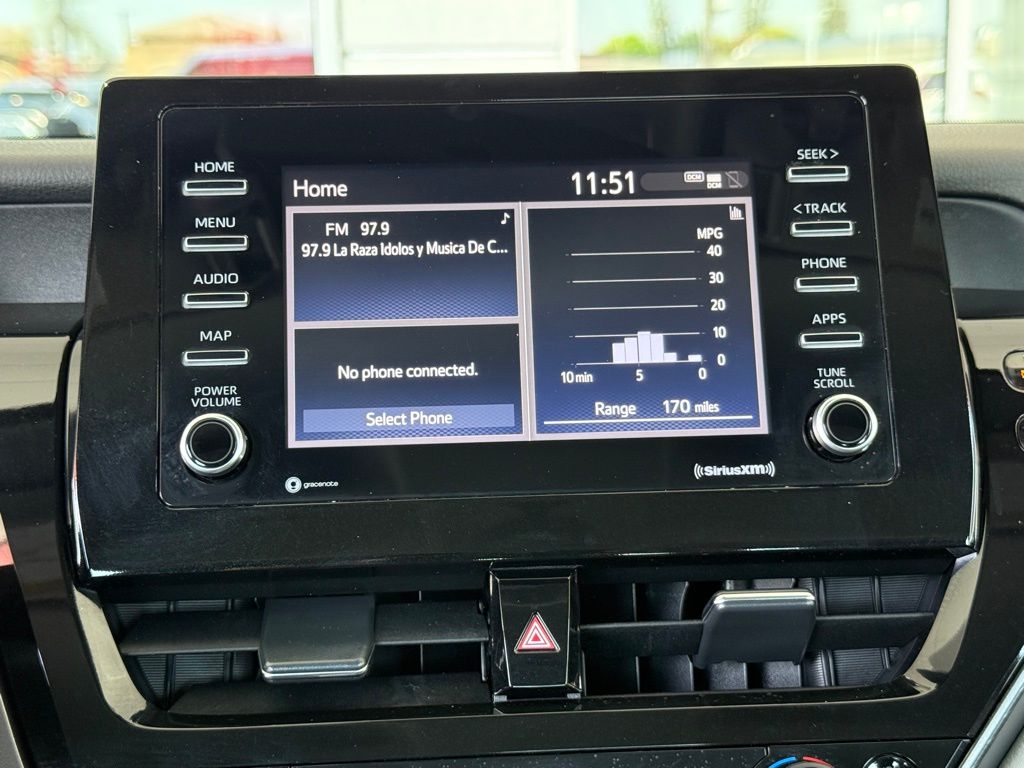 HOME
MENU
AUDIO
MAP
POWER
VOLUME
Home
11:51
DCM
DCM
FM 97.9
97.9 La Raza Idolos y Musica De C...
No phone connected.
Select Phone
MPG
40
30
20
10
0
10 min 5 0
Range 170 miles
SEEK >
< TRACK
PHONE
APPS
TUNE
SCROLL
gracenote
((SiriusXM))